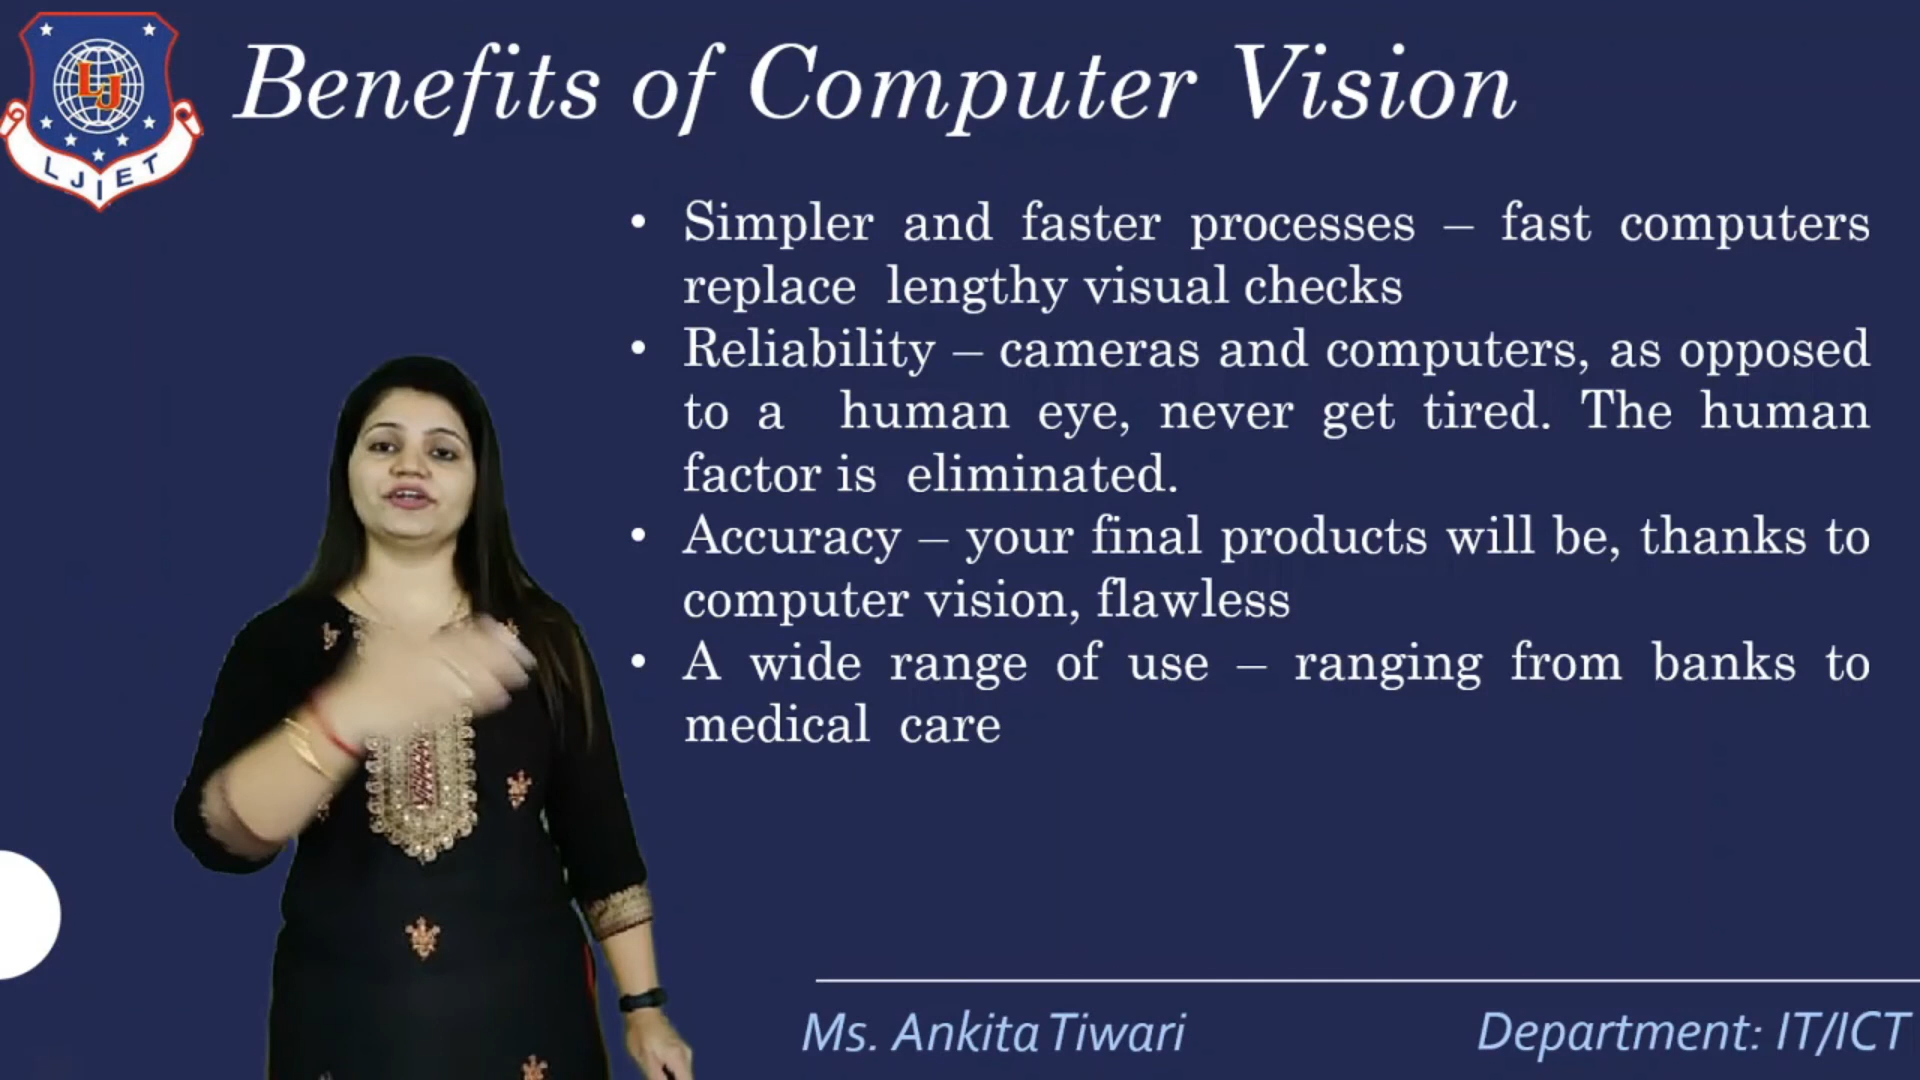 LJ
LJIET
Benefits of Computer Vision
• Simpler and faster processes – fast computers
replace lengthy visual checks
• Reliability – cameras and computers, as opposed
to a human eye, never get tired. The human
factor is eliminated.
• Accuracy – your final products will be, thanks to
computer vision, flawless
• A wide range of use – ranging from banks to
medical care
Ms. Ankita Tiwari
Department: IT/ICT